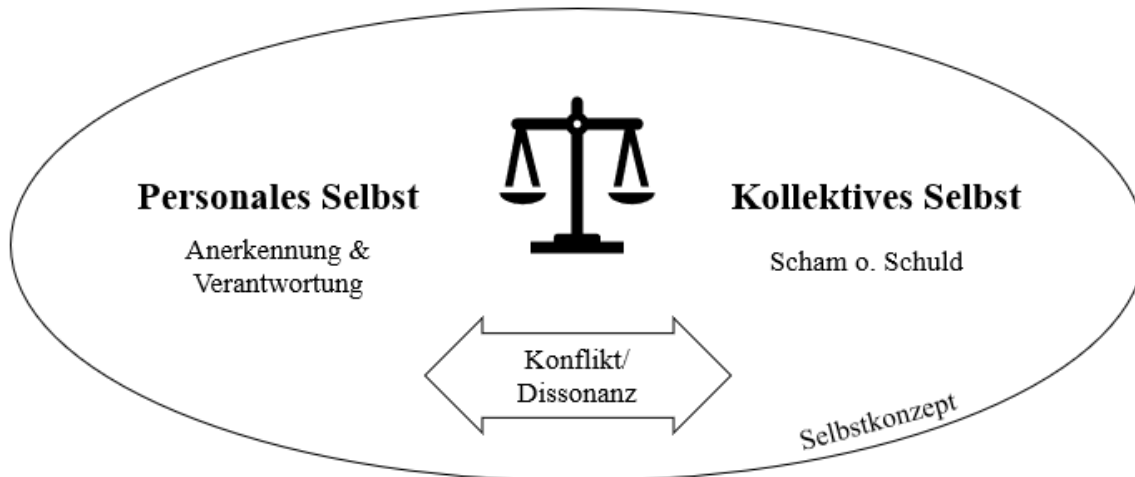 Personales Selbst
Anerkennung &
Verantwortung
Kollektives Selbst
Scham o. Schuld
Konflikt/
Dissonanz
Selbstkonzept